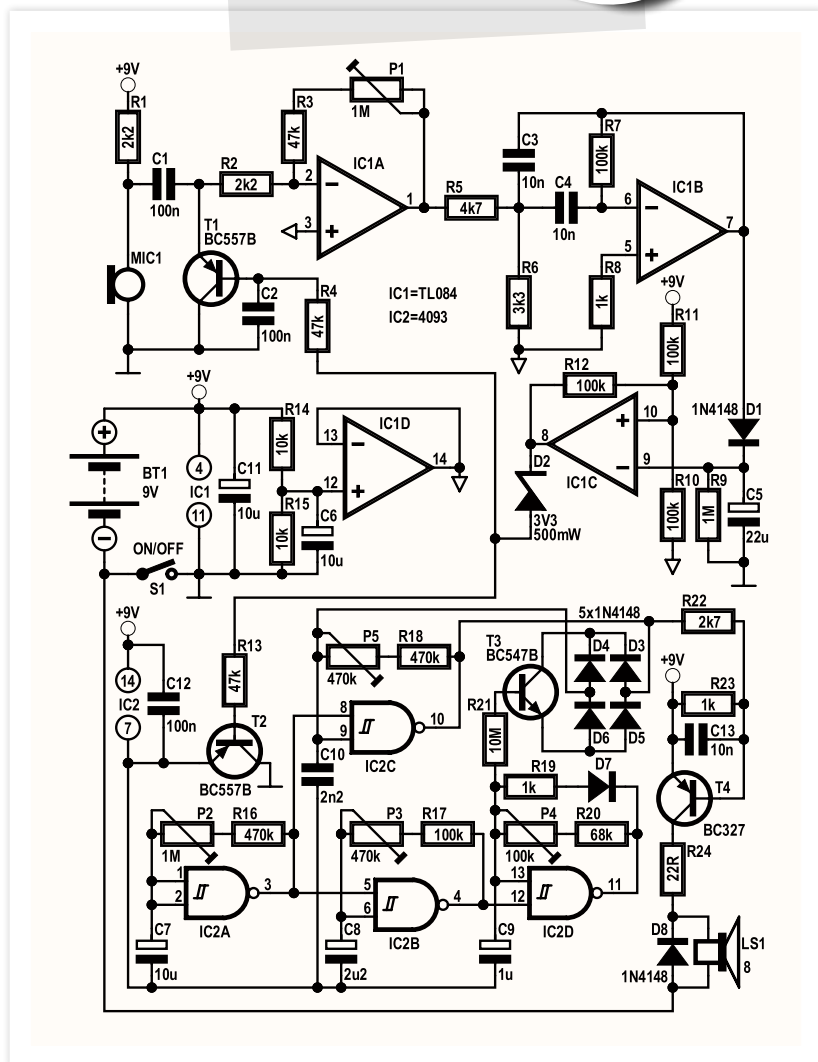 +9V
R1
2k2
C1
100n
R2
2k2
R3
47k
P1
1M
IC1A
2
3
1
T1
BC557B
MIC1
C2
100n
R4
47k
IC1=TL084
IC2=4093
R5
4k7
C3
10n
C4
10n
R7
100k
6
5
IC1B
7
R6
3k3
R8
1k
+9V
R11
100k
R12
100k
10
9
8
IC1C
D1
1N4148
R10
100k
R9
1M
C5
22u
D2
3V3
500mW
+9V
BT1
9V
4
IC1
11
C11
10u
R14
10k
R15
10k
C6
10u
13
12
14
IC1D
ON/OFF
S1
+9V
14
IC2
7
C12
100n
R13
47k
T2
BC557B
P5
470k
R18
470k
8
9
10
IC2C
C10
2n2
T3
BC547B
5x1N4148
D4
D3
D6
D5
R21
10M
R19
1k
D7
R22
2k7
+9V
R23
1k
C13
10n
T4
BC327
R24
22R
D8
1N4148
LS1
8
P2
1M
R16
470k
1
2
3
IC2A
C7
10u
P3
470k
R17
100k
5
6
4
IC2B
C8
2u2
P4
100k
R20
68k
13
12
11
IC2D
C9
1u